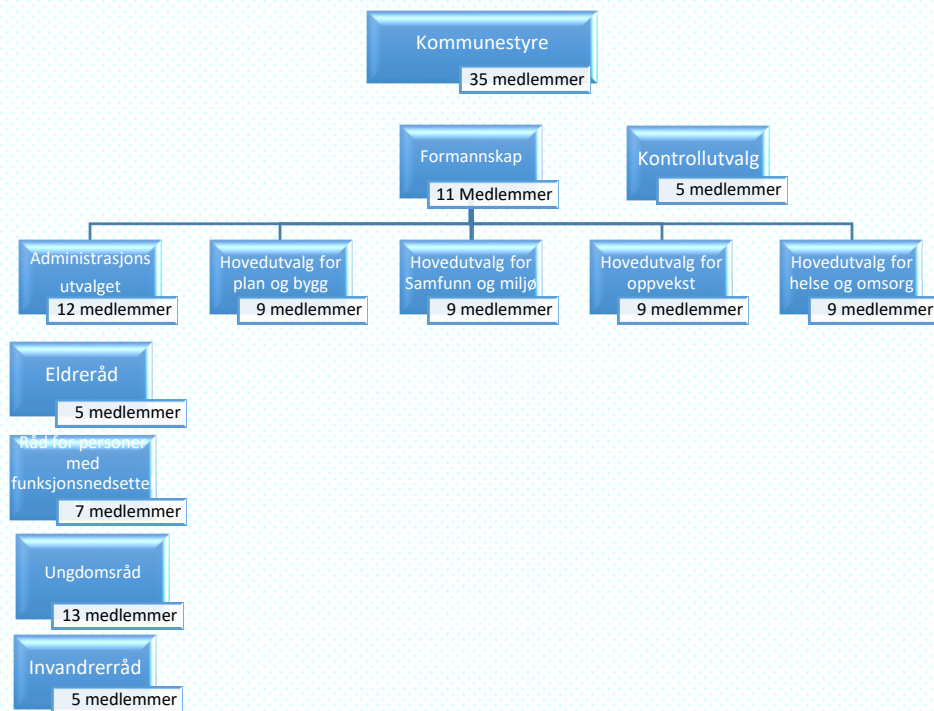 Kommunestyre
35 medlemmer
Formannskap
11 Medlemmer
Kontrollutvalg
5 medlemmer
Administrasjons
utvalget
12 medlemmer
Hovedutvalg for
plan og bygg
9 medlemmer
Hovedutvalg for
Samfunn og miljø
9 medlemmer
Hovedutvalg for
oppvekst
9 medlemmer
Hovedutvalg for
helse og omsorg
9 medlemmer
Eldreråd
5 medlemmer
Råd for personer
med
funksjonsnedsette
7 medlemmer
Ungdomsråd
13 medlemmer
Invandrerråd
5 medlemmer